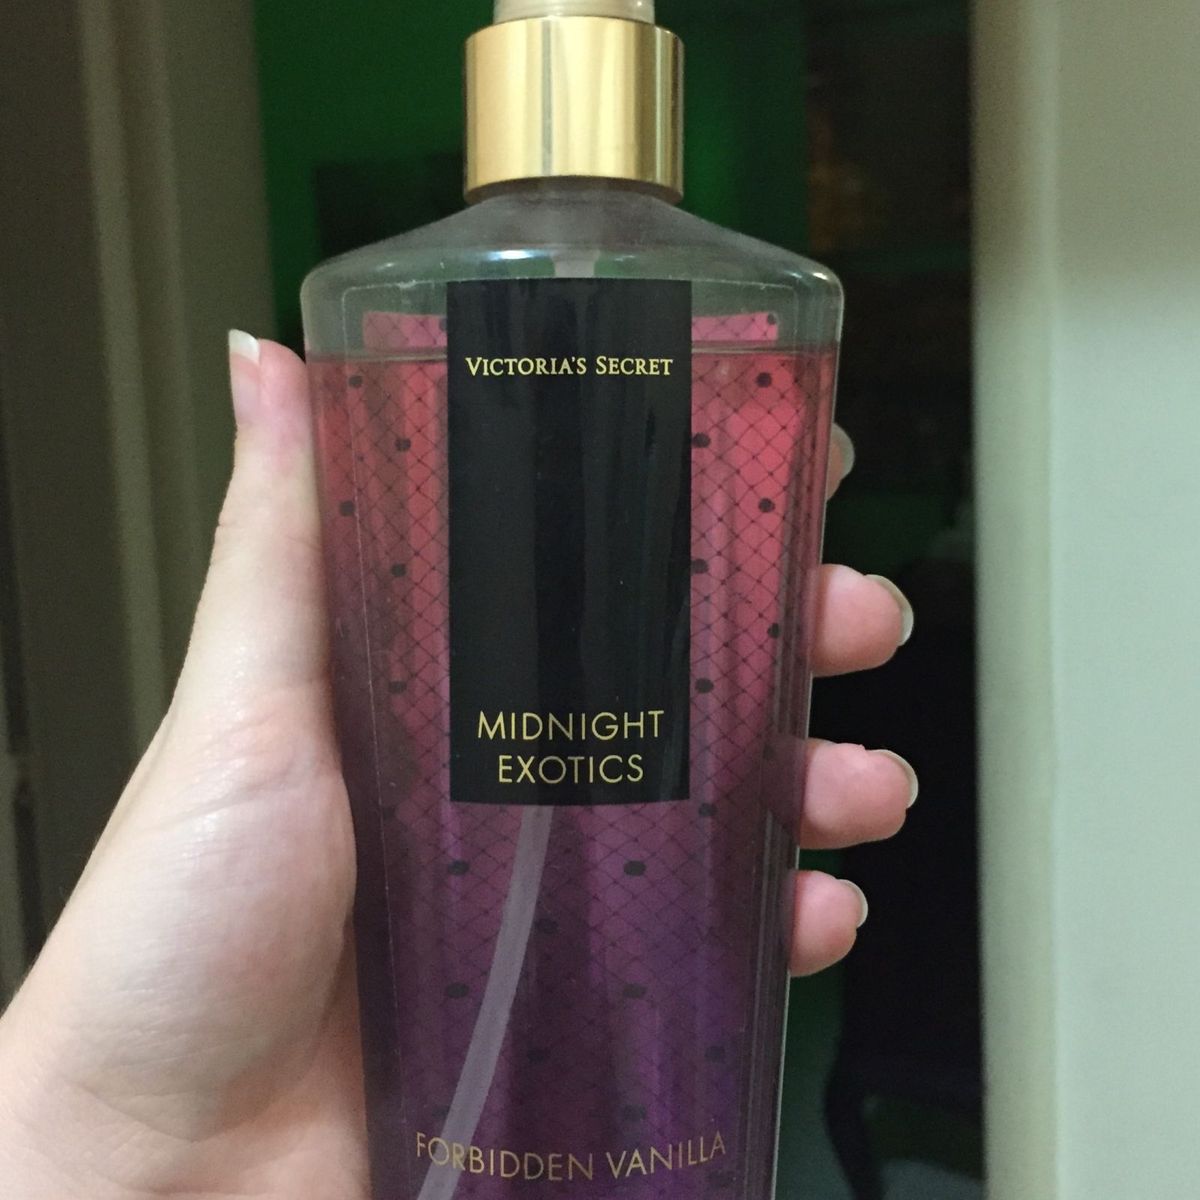 VICTORIA'S SECRET
MIDNIGHT
EXOTICS
FORBIDDEN VANILLA